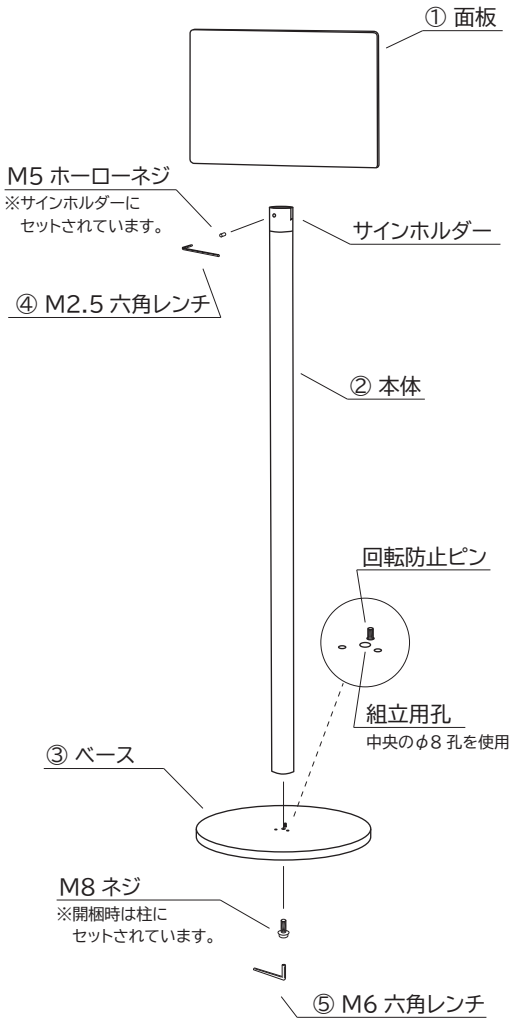 ① 面板
M5 ホーローネジ
※サインホルダーに
セットされています。
サインホルダー
④ M2.5 六角レンチ
② 本体
回転防止ピン
組立用孔
中央のφ8 孔を使用
③ ベース
M8 ネジ
※開梱時は柱に
セットされています。
⑤ M6 六角レンチ